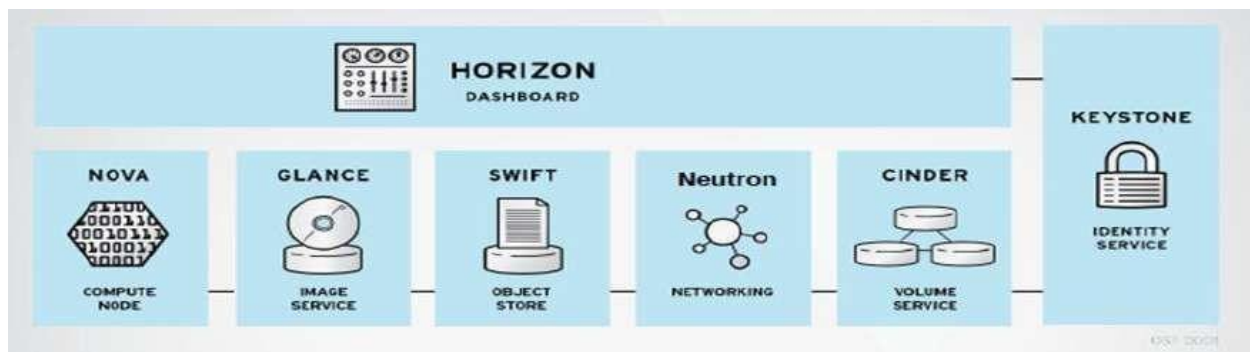 HORIZON
DASHBOARD
KEYSTONE
IDENTITY
SERVICE
NOVA
COMPUTE
NODE
GLANCE
IMAGE
SERVICE
SWIFT
OBJECT
STORE
Neutron
NETWORKING
CINDER
VOLUME
SERVICE